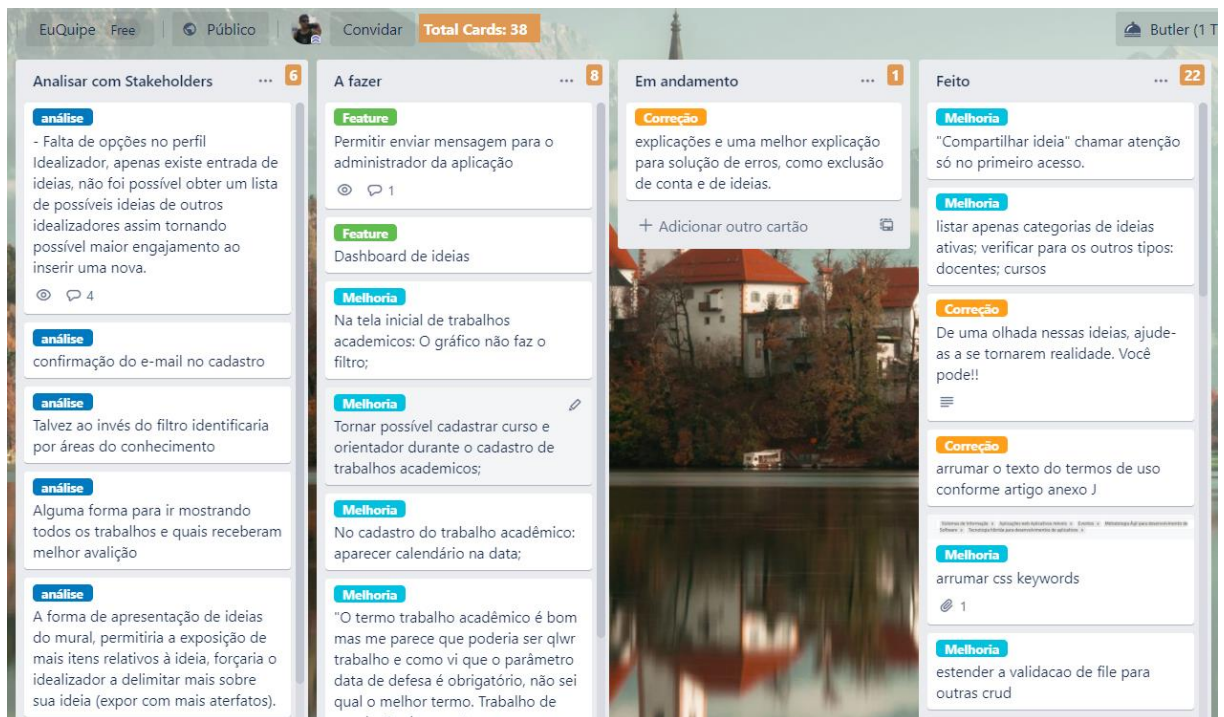 EuQuipe Free Público Convidar Total Cards: 38 Butler (1 T
Analisar com Stakeholders ... 6
análise
- Falta de opções no perfil
Idealizador, apenas existe entrada de
ideias, não foi possível obter um lista
de possíveis ideias de outros
idealizadores assim tornando
possível maior engajamento ao
inserir uma nova.
4
análise
confirmação do e-mail no cadastro
análise
Talvez ao invés do filtro identificaria
por áreas do conhecimento
análise
Alguma forma para ir mostrando
todos os trabalhos e quais receberam
melhor avalição
análise
A forma de apresentação de ideias
do mural, permitiria a exposição de
mais itens relativos à ideia, forçaria o
idealizador a delimitar mais sobre
sua ideia (expor com mais aterfatos).
A fazer ... 8
Feature
Permitir enviar mensagem para o
administrador da aplicação
1
Feature
Dashboard de ideias
Melhoria
Na tela inicial de trabalhos
academicos: O gráfico não faz o
filtro;
Melhoria
Tornar possível cadastrar curso e
orientador durante o cadastro de
trabalhos academicos;
Melhoria
No cadastro do trabalho acadêmico:
aparecer calendário na data;
Melhoria
"O termo trabalho acadêmico é bom
mas me parece que poderia ser qlwr
trabalho e como vi que o parâmetro
data de defesa é obrigatório, não sei
qual o melhor termo. Trabalho de
Em andamento ... 1
Correção
explicações e uma melhor explicação
para solução de erros, como exclusão
de conta e de ideias.
+ Adicionar outro cartão
Feito ... 22
Melhoria
"Compartilhar ideia" chamar atenção
só no primeiro acesso.
Melhoria
listar apenas categorias de ideias
ativas; verificar para os outros tipos:
docentes; cursos
Correção
De uma olhada nessas ideias, ajude-
as a se tornarem realidade. Você
pode!!
Correção
arrumar o texto do termos de uso
conforme artigo anexo J
Melhoria
arrumar css keywords
1
Melhoria
estender a validacao de file para
outras crud